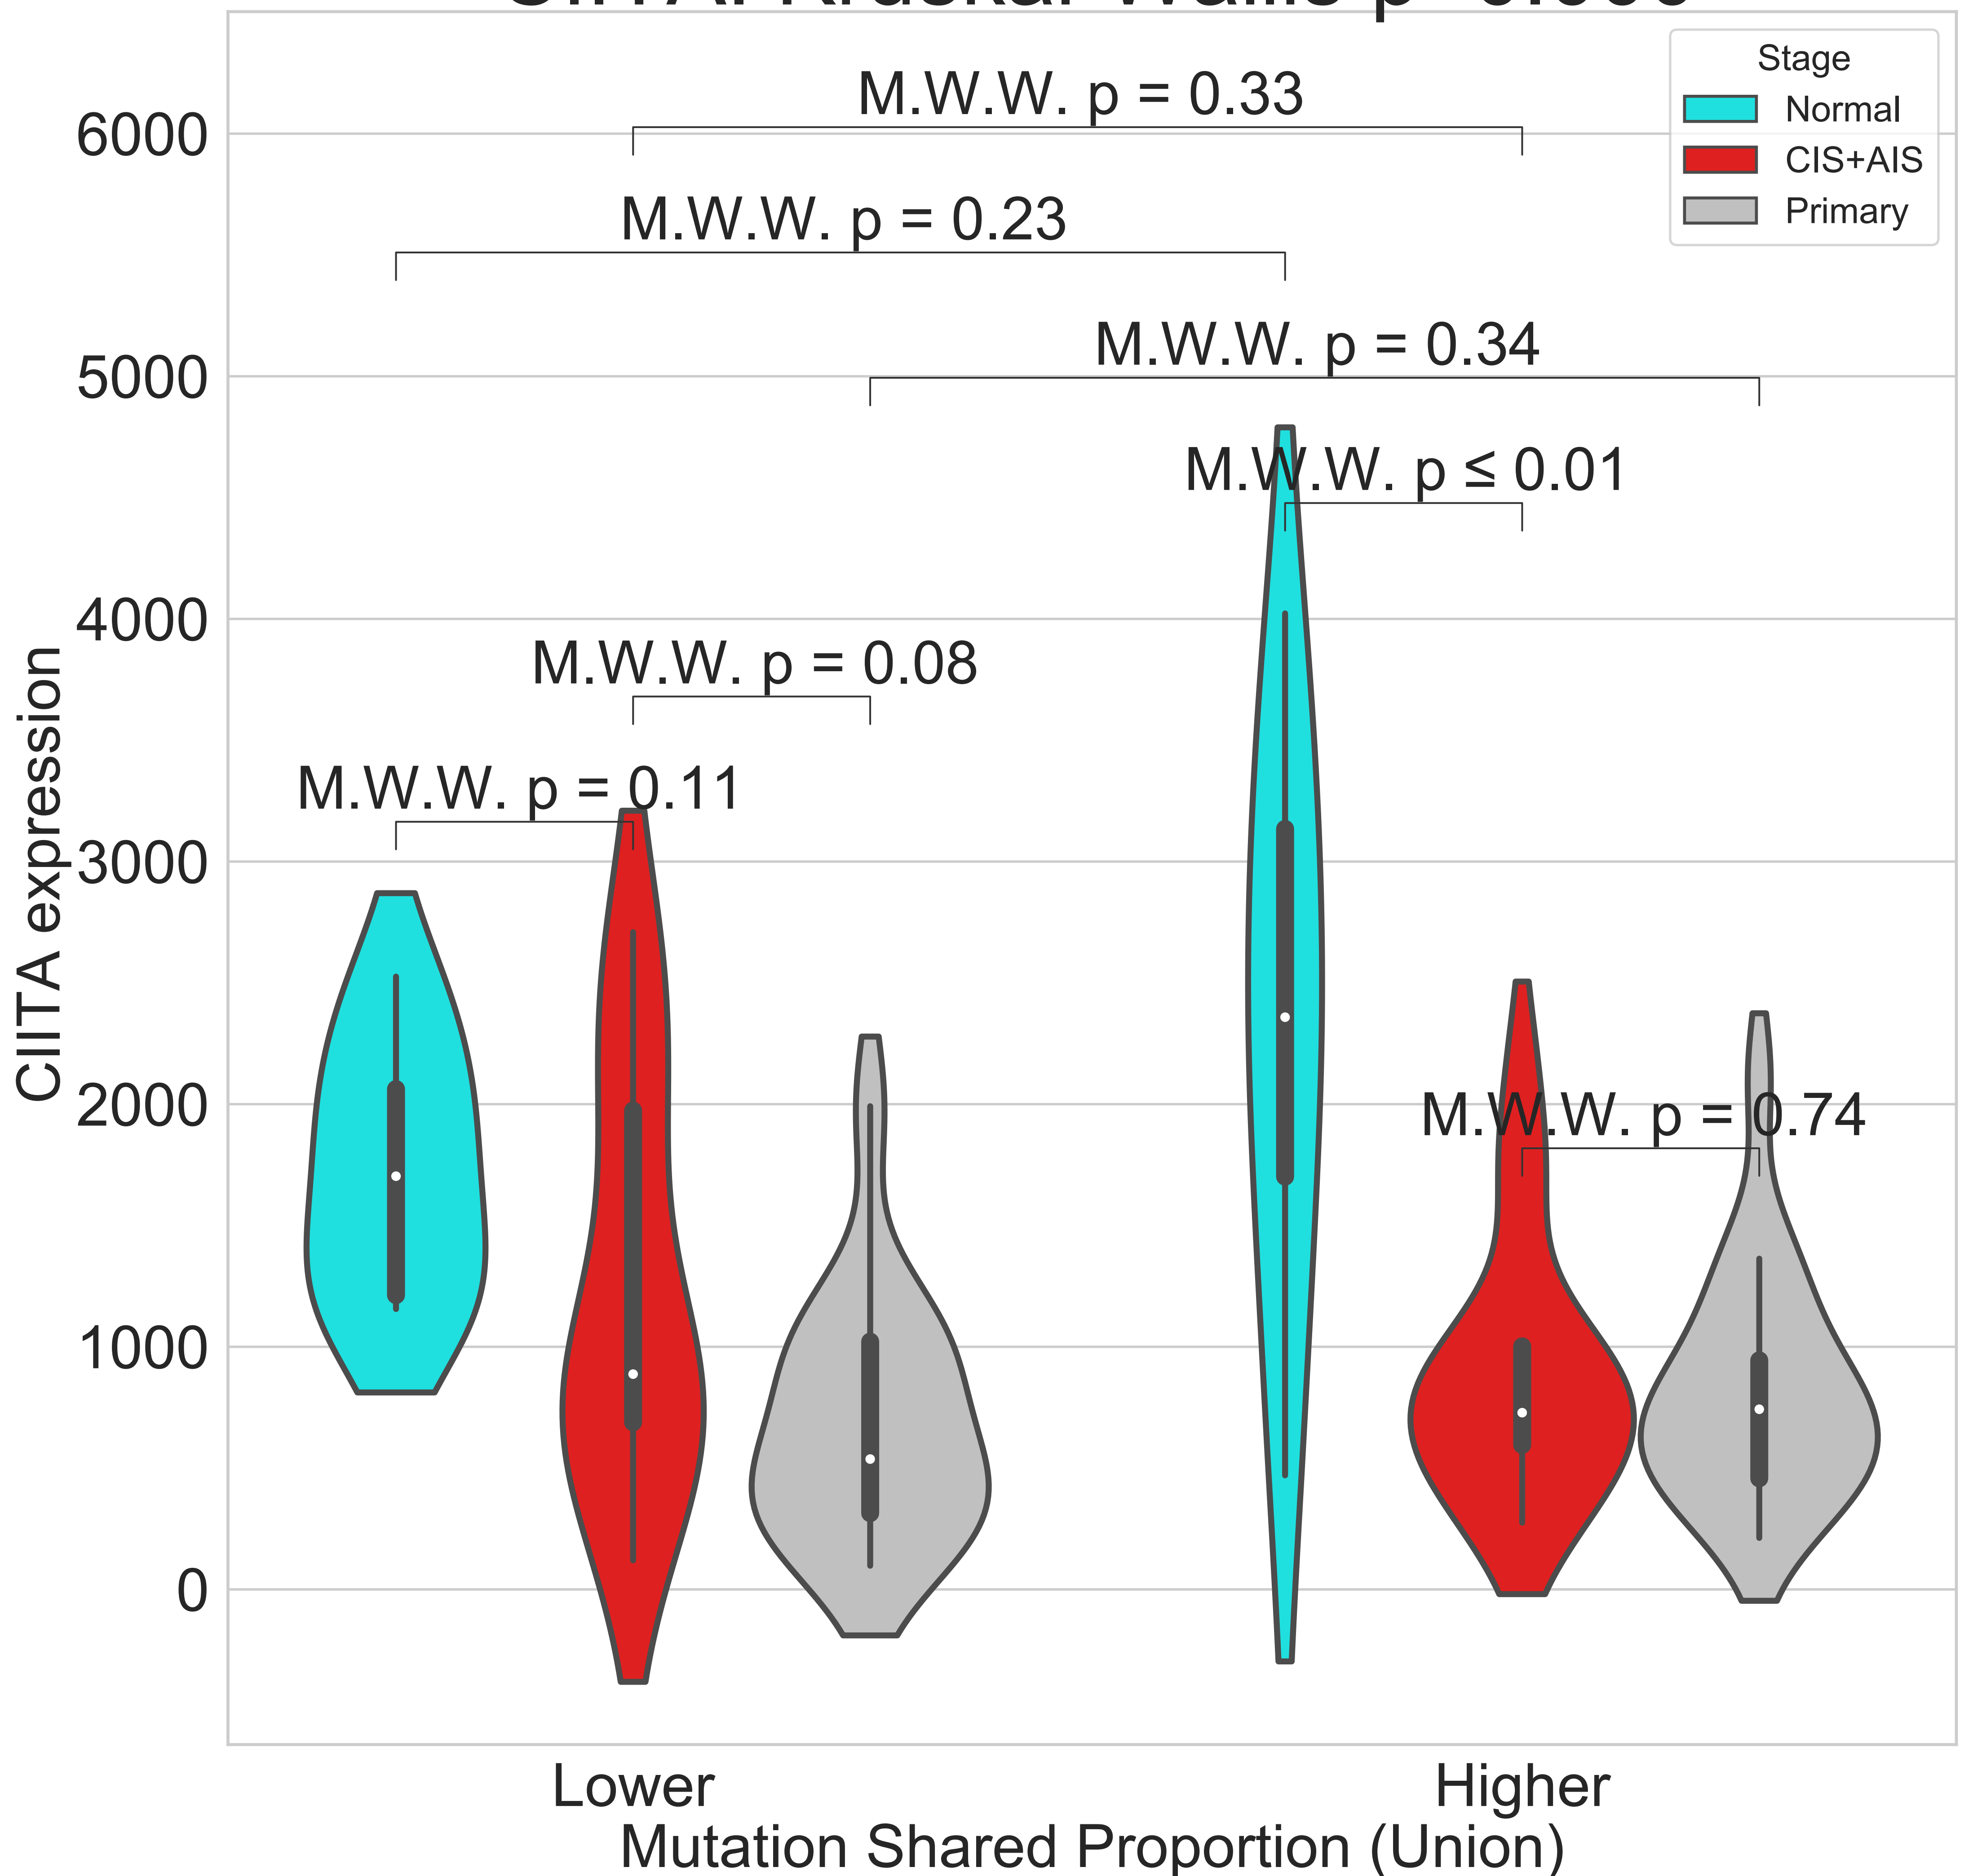 Stage
Normal
CIS+AIS
Primary
M.W.W. p = 0.33
M.W.W. p = 0.23
M.W.W. p = 0.34
M.W.W. p ≤ 0.01
M.W.W. p = 0.08
M.W.W. p = 0.11
M.W.W. p = 0.74
6000
5000
4000
3000
2000
1000
0
CIITA expression
Lower
Higher
Mutation Shared Proportion (Union)